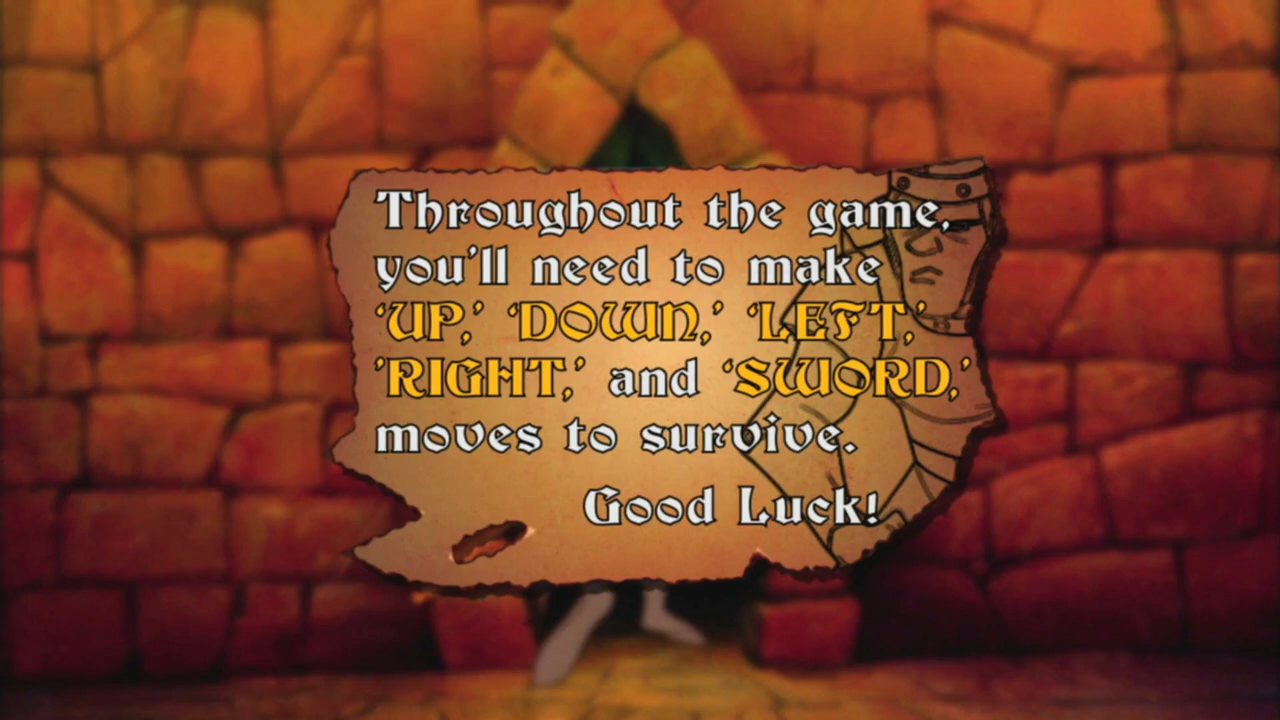 Throughout the game,
you'll need to make
‘UP,’ ‘DOWN,’ ‘LEFT,’
’RIGHT,’ and ‘SWORD,’
moves to survive.
Good Luck!